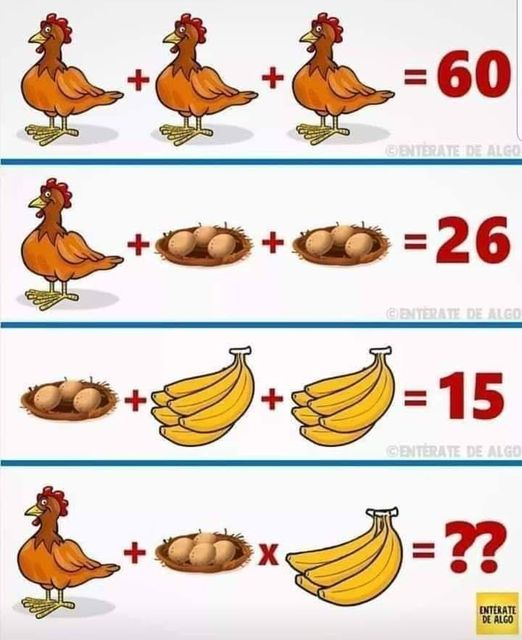 + + = 60
©ENTÉRATE DE ALGO
+ + = 26
©ENTÉRATE DE ALGO
+ + = 15
©ENTÉRATE DE ALGO
+ x = ??
ENTÉRATE
DE ALGO